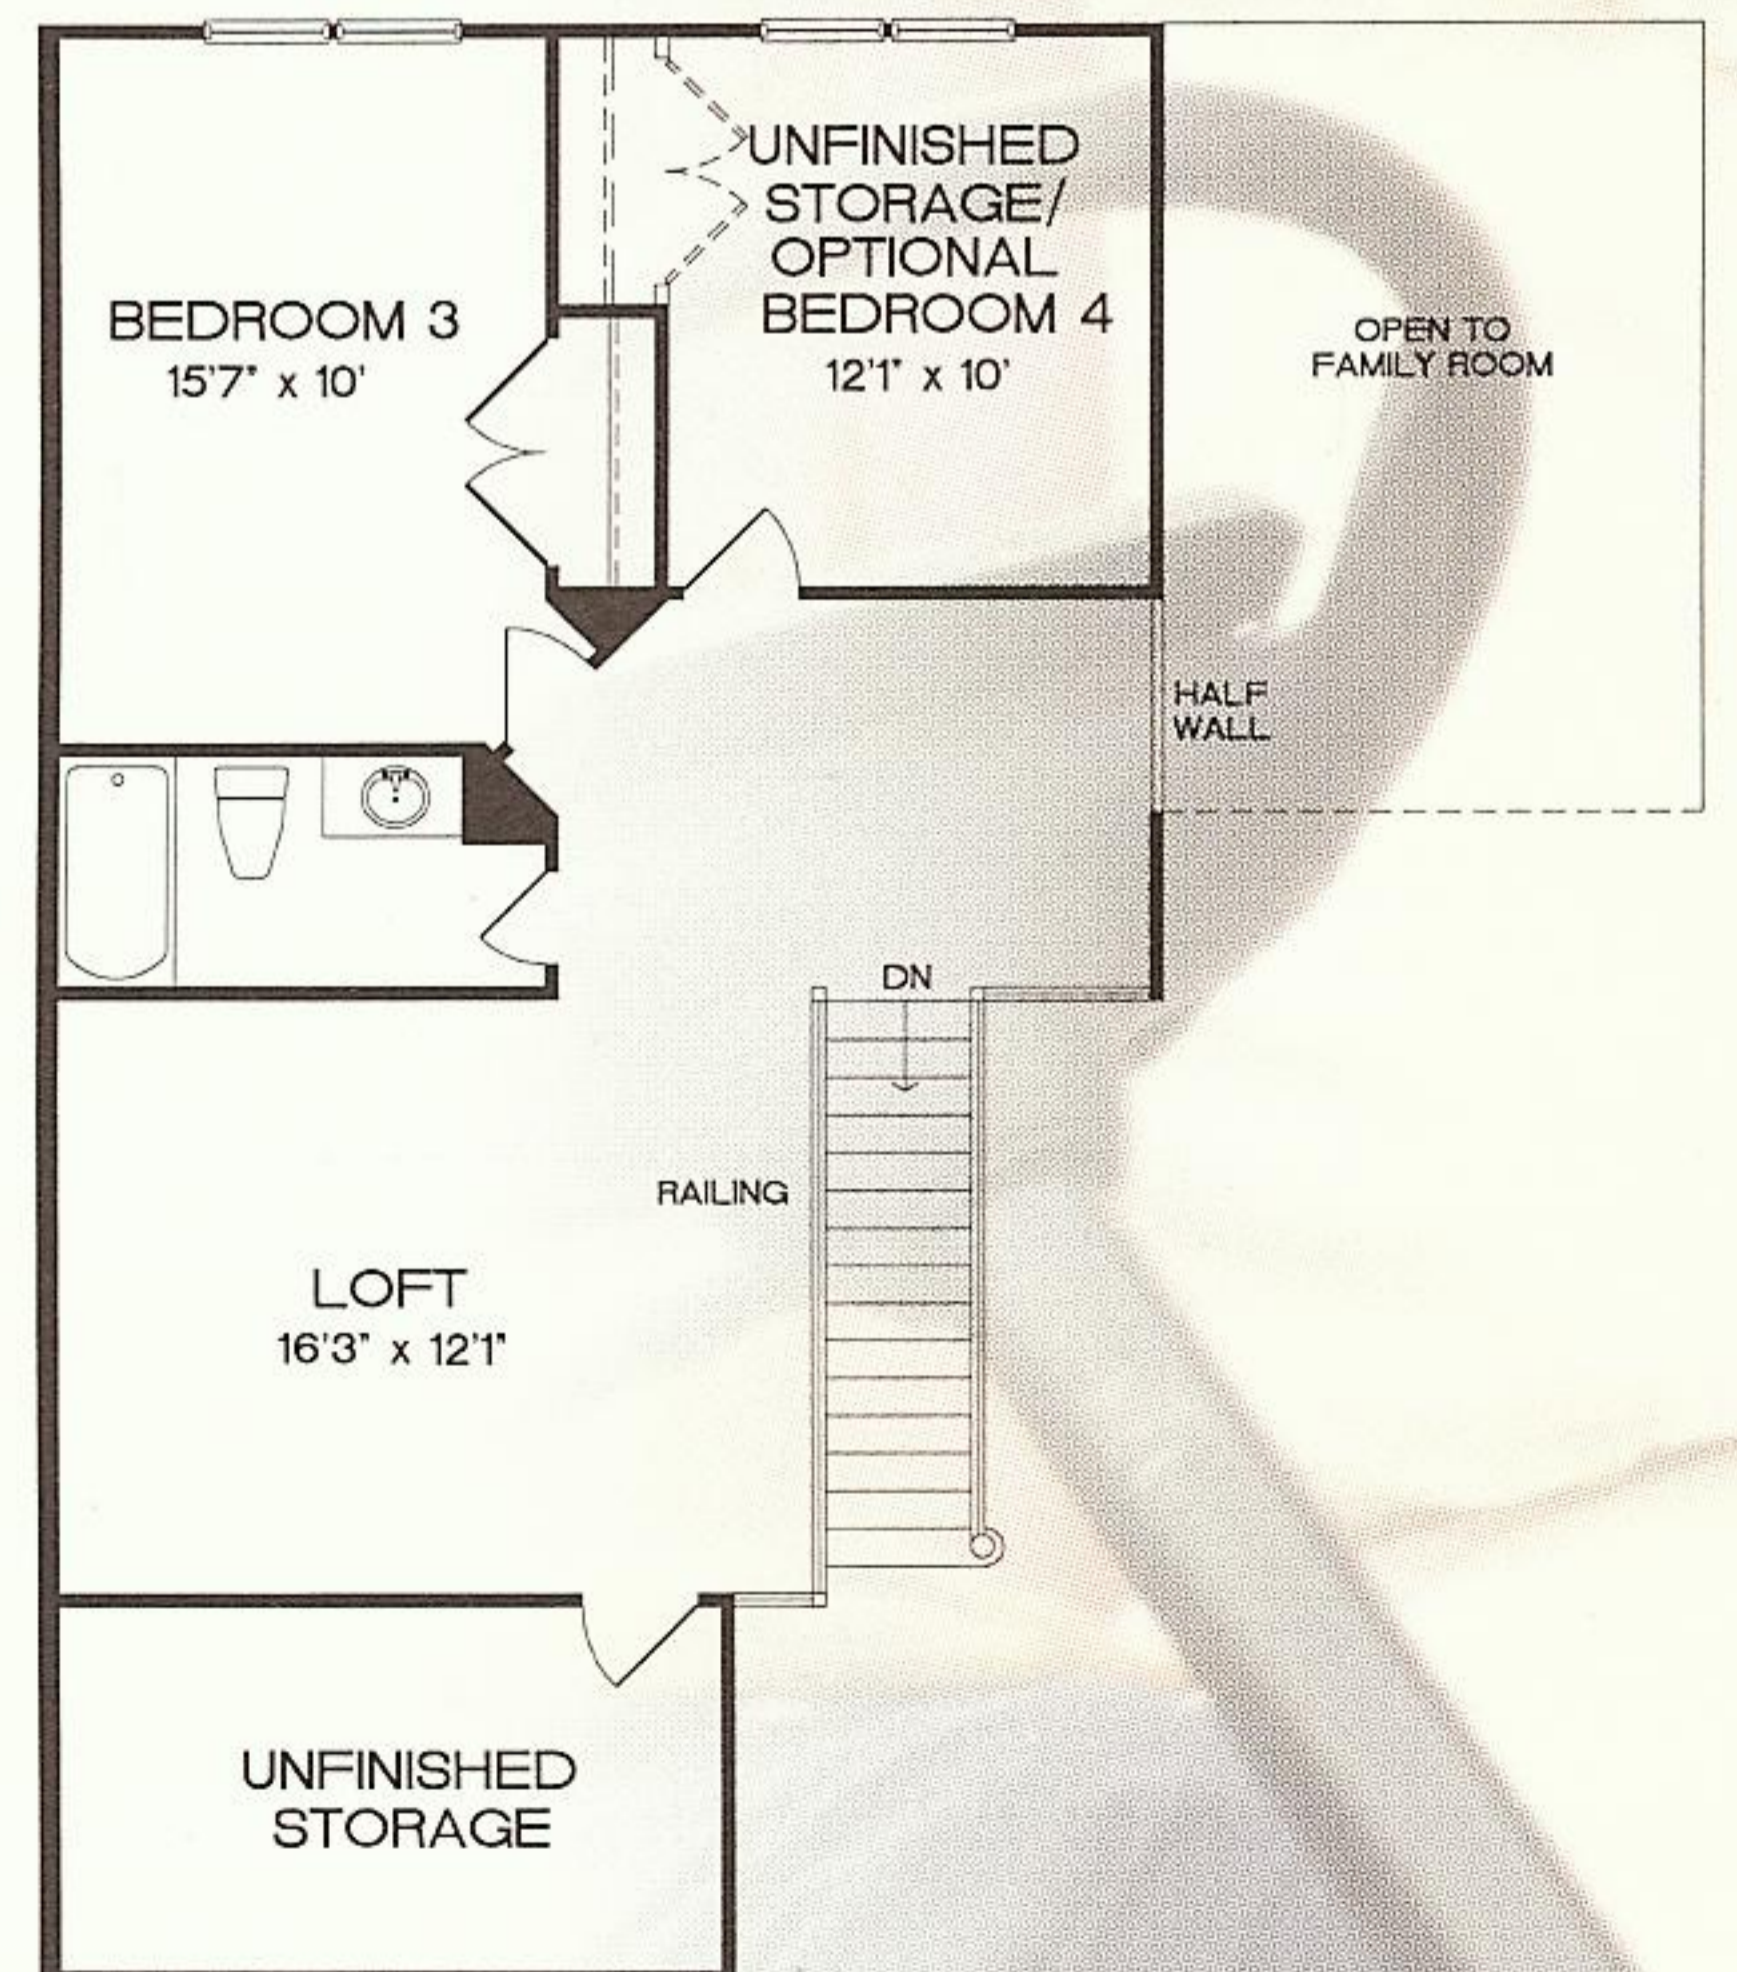 UNFINISHED
STORAGE/
OPTIONAL
BEDROOM 4
12'1" x 10'
BEDROOM 3
15'7" x 10'
OPEN TO
FAMILY ROOM
HALF
WALL
DN
RAILING
LOFT
16'3" x 12'1"
UNFINISHED
STORAGE